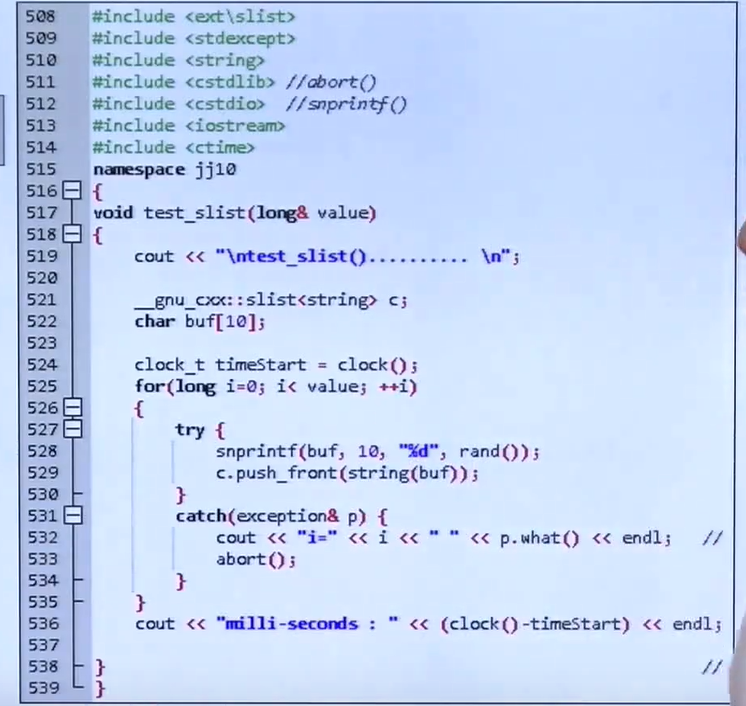 508 #include <ext\slist>
509 #include <stdexcept>
510 #include <string>
511 #include <cstdlib> //abort()
512 #include <cstdio> //snprintf()
513 #include <iostream>
514 #include <ctime>
515 namespace jj10
516 {
517 void test_slist(long& value)
518 {
519 cout << "\ntest_slist().......... \n";
520
521 __gnu_cxx::slist<string> c;
522 char buf[10];
523
524 clock_t timeStart = clock();
525 for(long i=0; i< value; ++i)
526 {
527 try {
528 snprintf(buf, 10, "%d", rand());
529 c.push_front(string(buf));
530 }
531 catch(exception& p) {
532 cout << "i=" << i << " " << p.what() << endl; //
533 abort();
534 }
535 }
536 cout << "milli-seconds : " << (clock()-timeStart) << endl;
537
538 } //
539 }